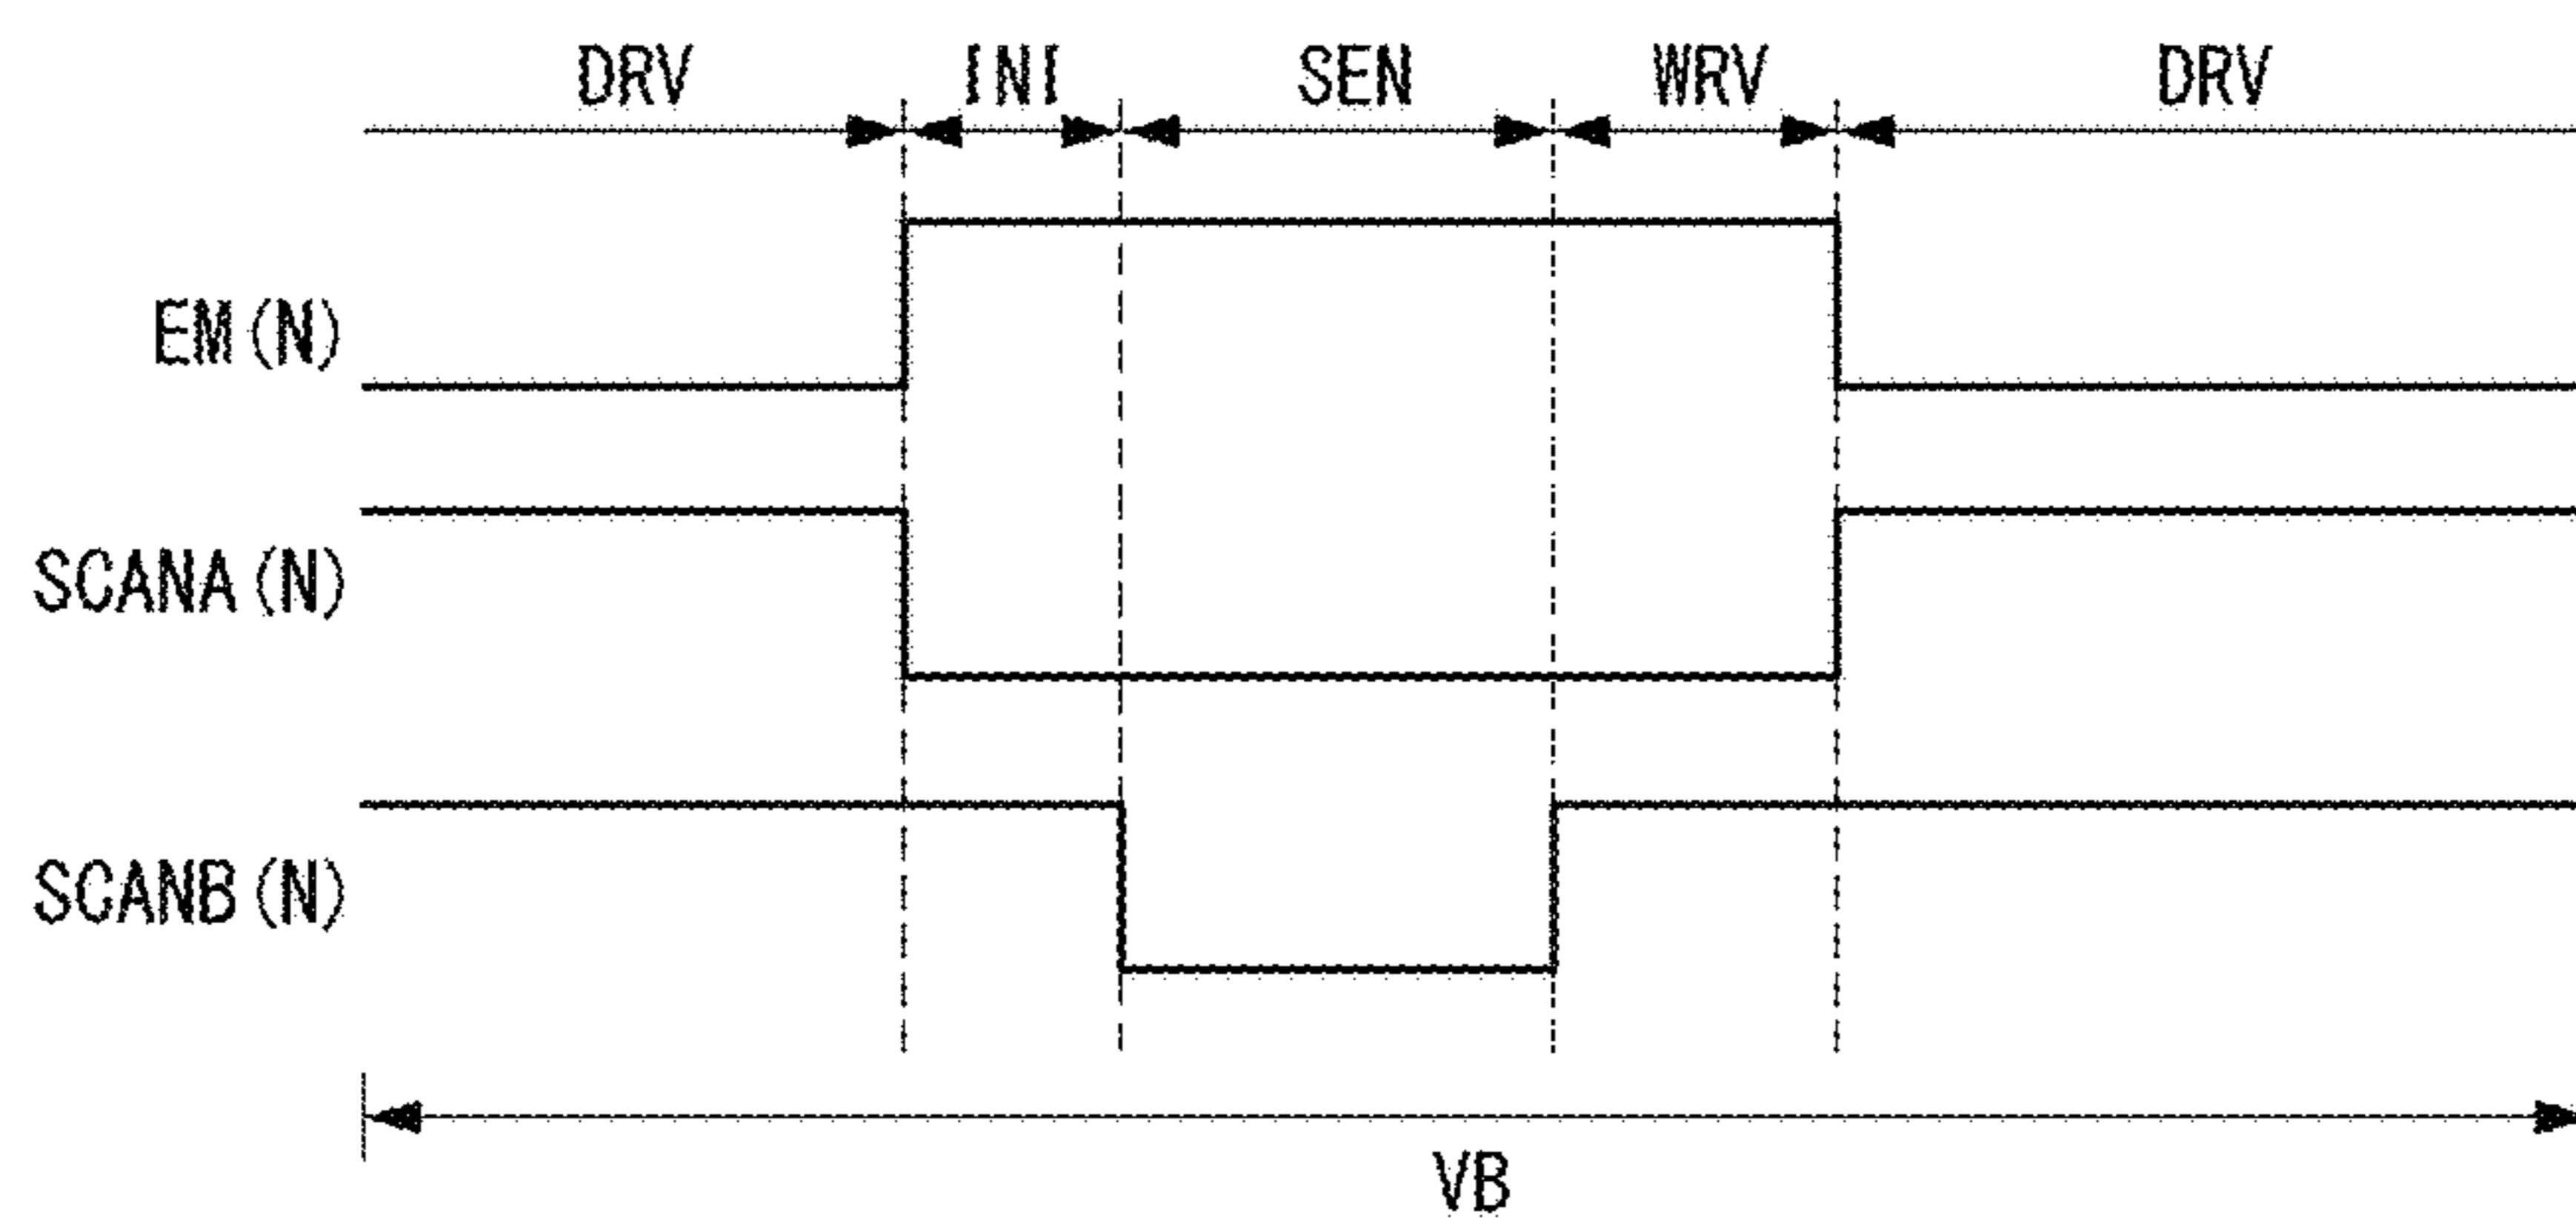 DRV INI SEN WRV DRV
EM(N)
SCANA(N)
SCANB(N)
VB